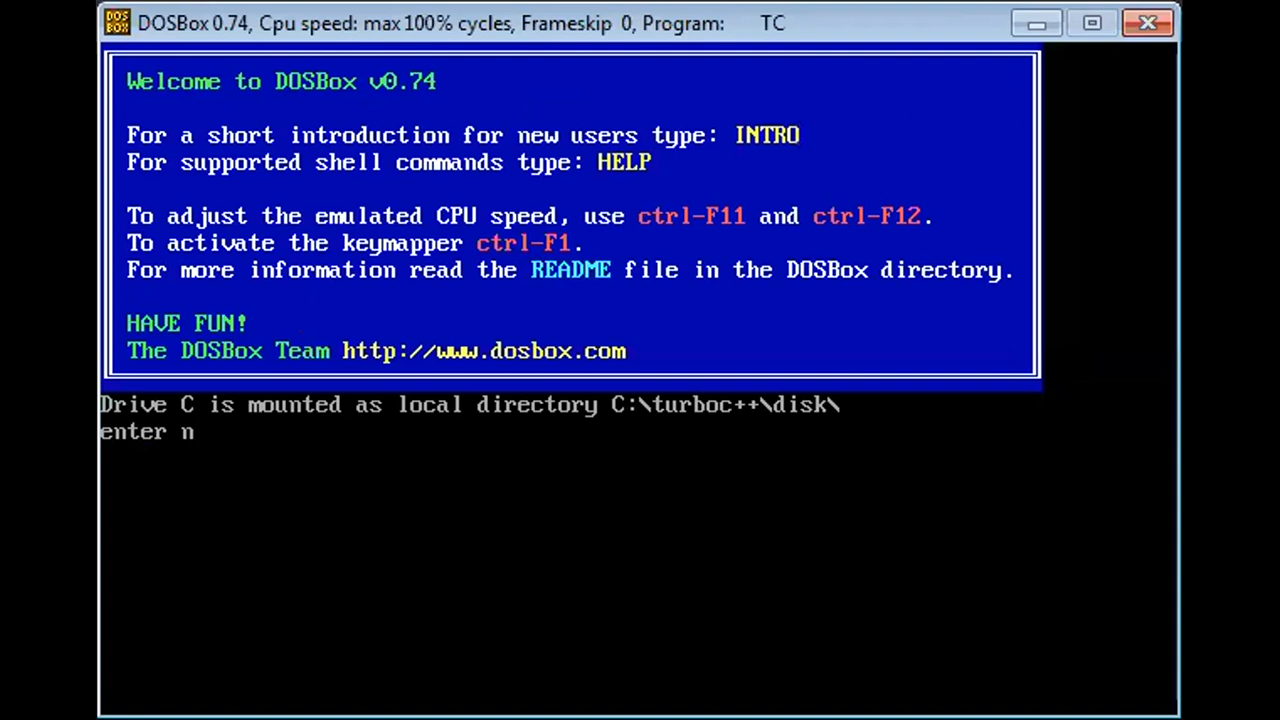 DOSBox 0.74, Cpu speed: max 100% cycles, Frameskip 0, Program: TC
Welcome to DOSBox v0.74
For a short introduction for new users type: INTRO
For supported shell commands type: HELP
To adjust the emulated CPU speed, use ctrl-F11 and ctrl-F12.
To activate the keymapper ctrl-F1.
For more information read the README file in the DOSBox directory.
HAVE FUN!
The DOSBox Team http://www.dosbox.com
Drive C is mounted as local directory C:\turboc++\disk\
enter n